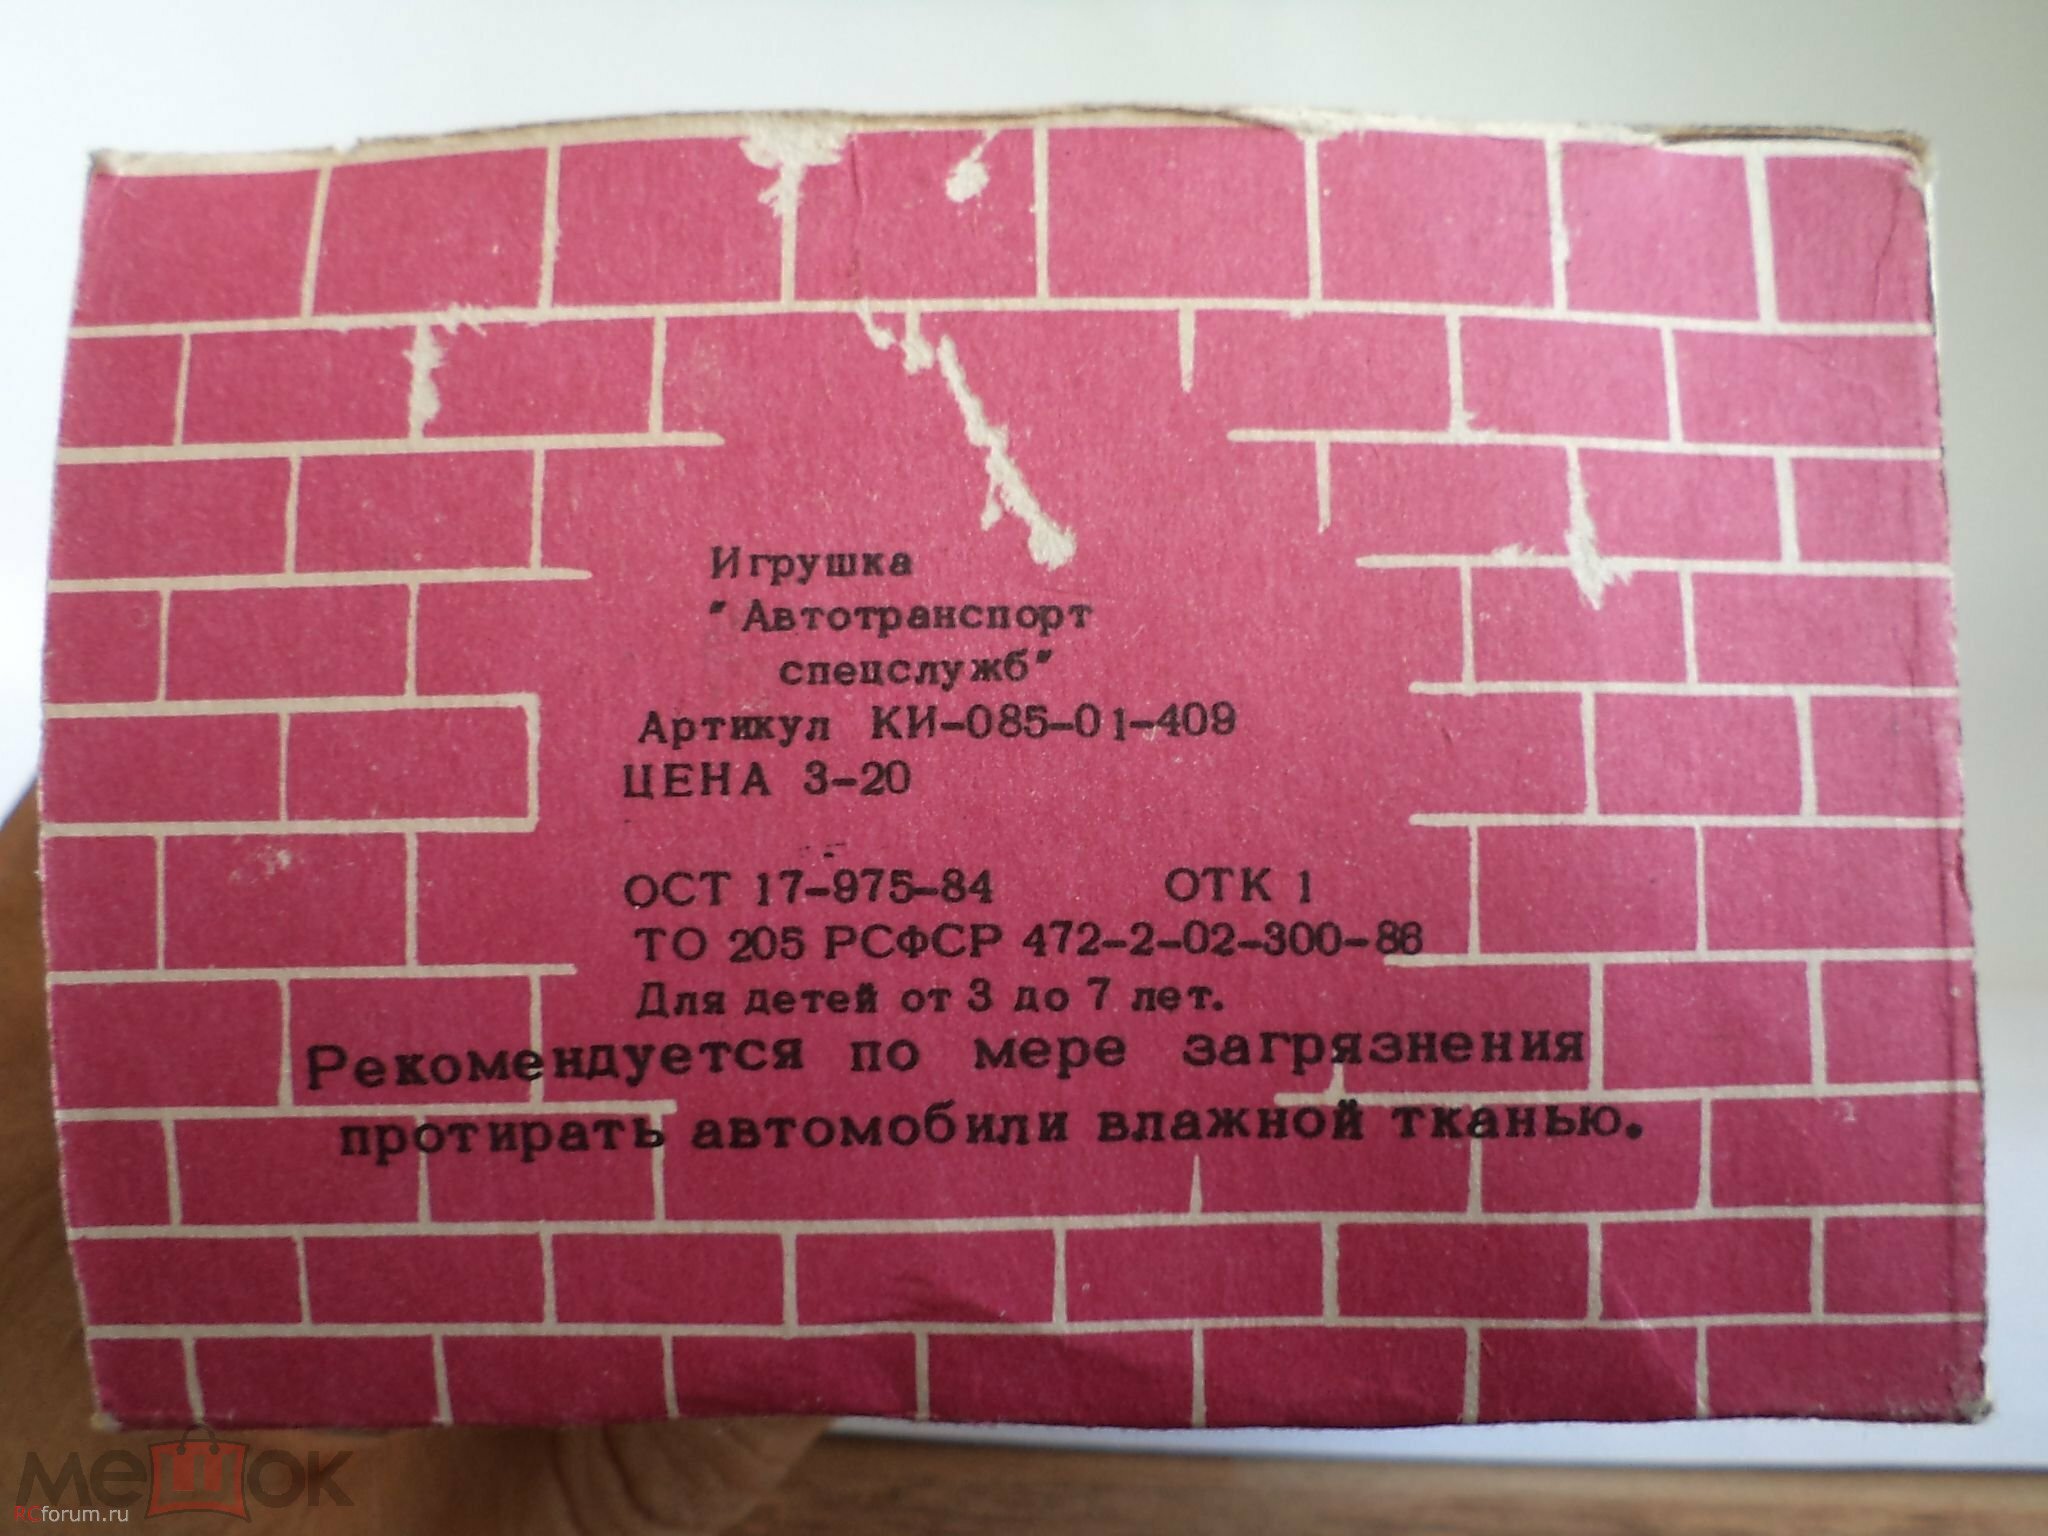 Игрушка
"Автотранспорт
спецслужб"
Артикул КИ-085-01-409
ЦЕНА 3-20
ОСТ 17-975-84 ОТК 1
ТО 205 РСФСР 472-2-02-300-86
Для детей от 3 до 7 лет.
Рекомендуется по мере загрязнения
протирать автомобили влажной тканью.
мешок
RCforum.ru